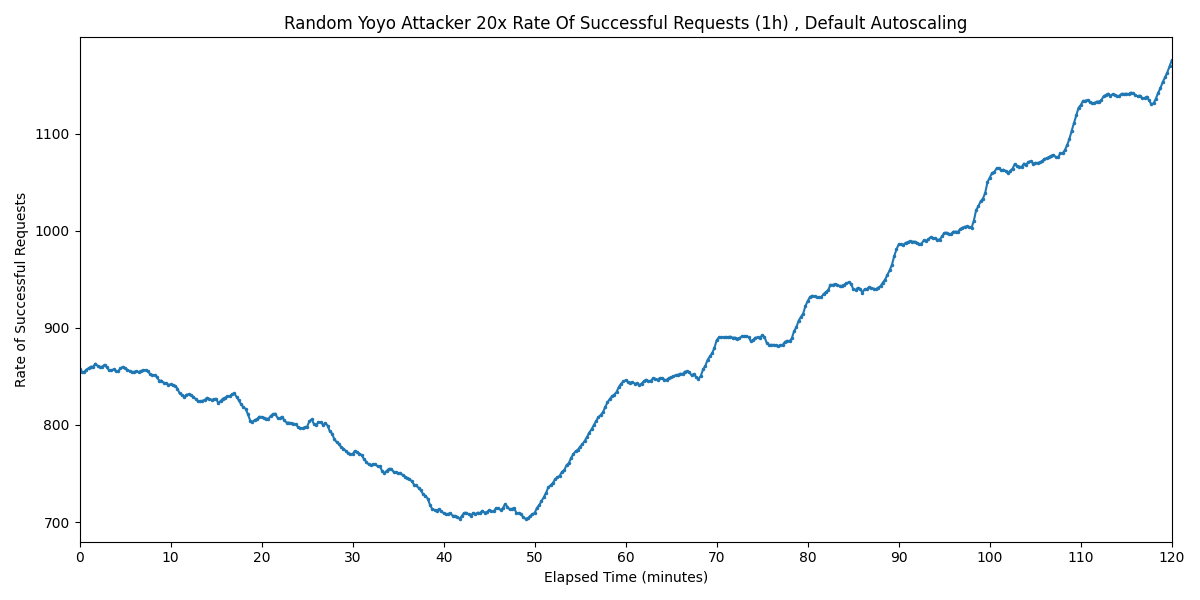 Random Yoyo Attacker 20x Rate Of Successful Requests (1h) , Default Autoscaling
Rate of Successful Requests
1100
1000
900
800
700
0 10 20 30 40 50 60 70 80 90 100 110 120
Elapsed Time (minutes)